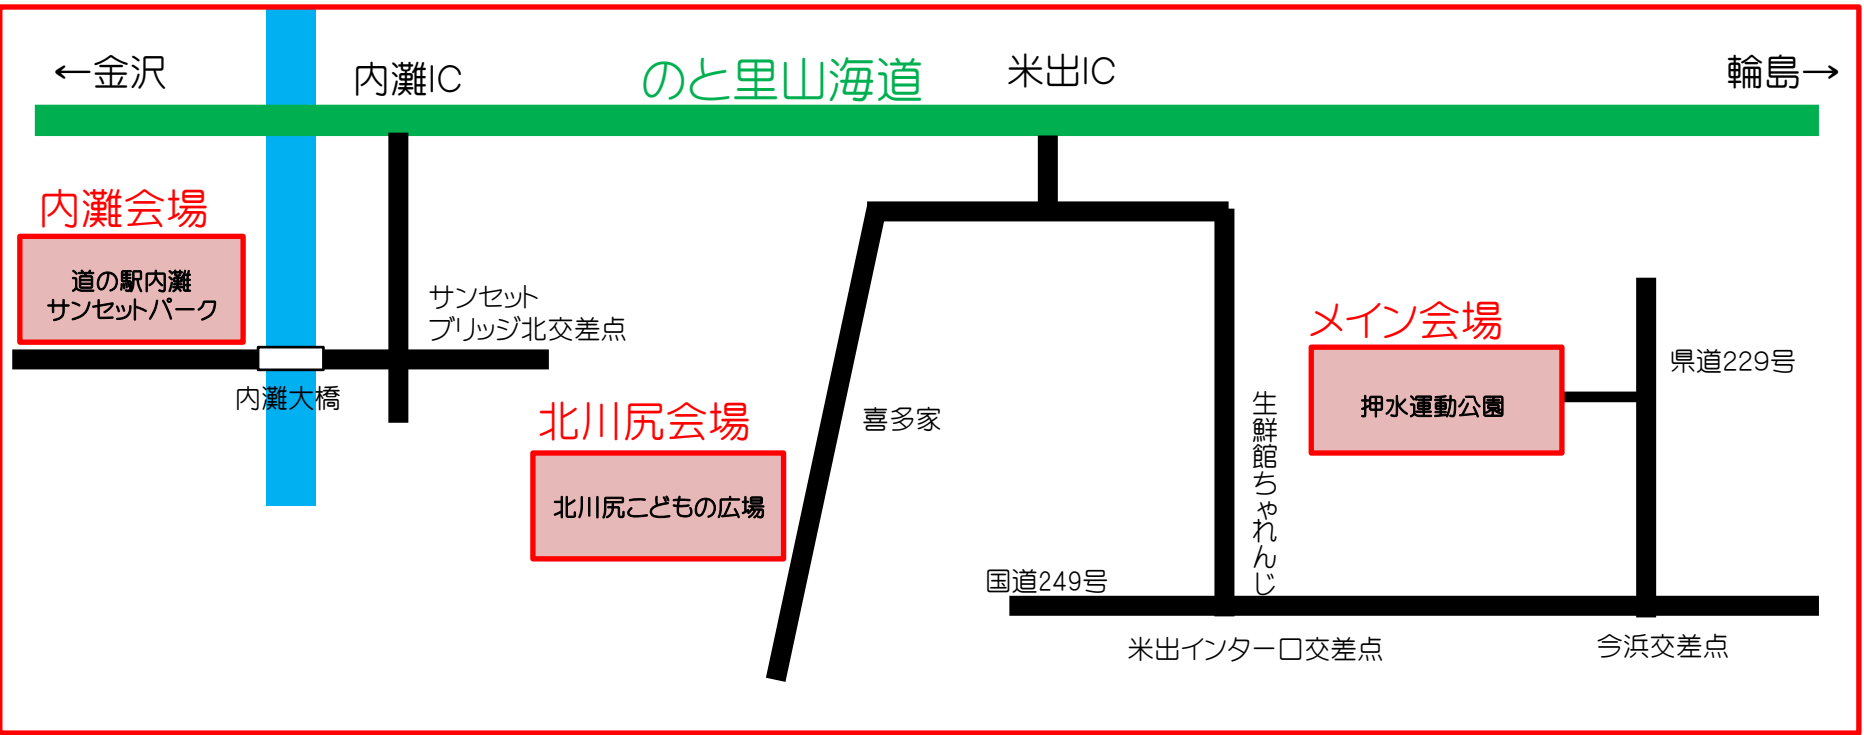 ←金沢
内灘IC
のと里山海道
米出IC
輪島→
内灘会場
道の駅内灘
サンセットパーク
サンセット
ブリッジ北交差点
内灘大橋
北川尻会場
北川尻こどもの広場
喜多家
生鮮館ちゃれんじ
メイン会場
押水運動公園
県道229号
国道249号
米出インター口交差点
今浜交差点